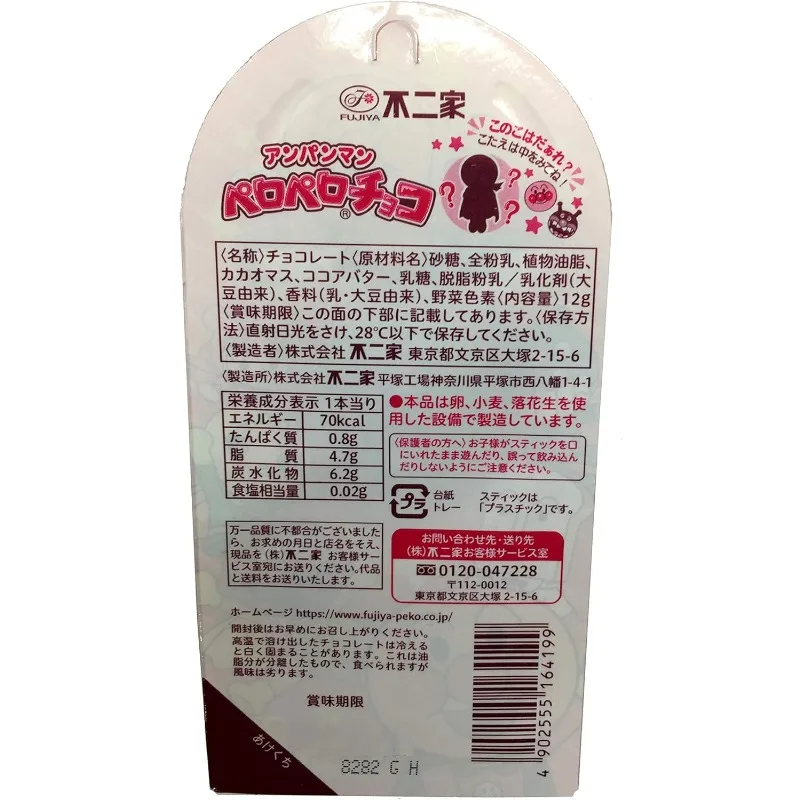 FUJIYA 不二家
このこはだぁれ?
こたえは中をみてね!
アンパンマン
ペロペロチョコ®
? ? ?
〈名称〉チョコレート〈原材料名〉砂糖、全粉乳、植物油脂、
カカオマス、ココアバター、乳糖、脱脂粉乳/乳化剤(大
豆由来)、香料(乳・大豆由来)、野菜色素〈内容量〉12g
〈賞味期限〉この面の下部に記載してあります。〈保存方
法〉直射日光をさけ、28℃以下で保存してください。
〈製造者〉株式会社 不二家 東京都文京区大塚2-15-6
〈製造所〉株式会社 不二家 平塚工場神奈川県平塚市西八幡1-4-1
栄養成分表示 1本当り
エネルギー 70kcal
たんぱく質 0.8g
脂質 4.7g
炭水化物 6.2g
食塩相当量 0.02g
●本品は卵、小麦、落花生を使
用した設備で製造しています。
〈保護者の方へ〉お子様がスティックを口
にいれたまま遊んだり、誤って飲み込ん
だりしないようにご注意ください。
プラ 台紙
トレー
スティックは
「プラスチック」です。
万一品質に不都合がございました
ら、お求めの月日と店名をそえ、
現品を(株)不二家 お客様サー
ビス室宛にお送りください。代品
と送料をお送りいたします。
お問い合わせ先・送り先
(株)不二家お客様サービス室
0120-047228
〒112-0012
東京都文京区大塚 2-15-6
ホームページ https://www.fujiya-peko.co.jp/
開封後はお早めにお召し上がりください。
高温で溶け出したチョコレートは冷える
と白く固まることがあります。これは油
脂分が分離したもので、食べられますが
風味は劣ります。
賞味期限
あけくち
8282 G H
4 902555 164199